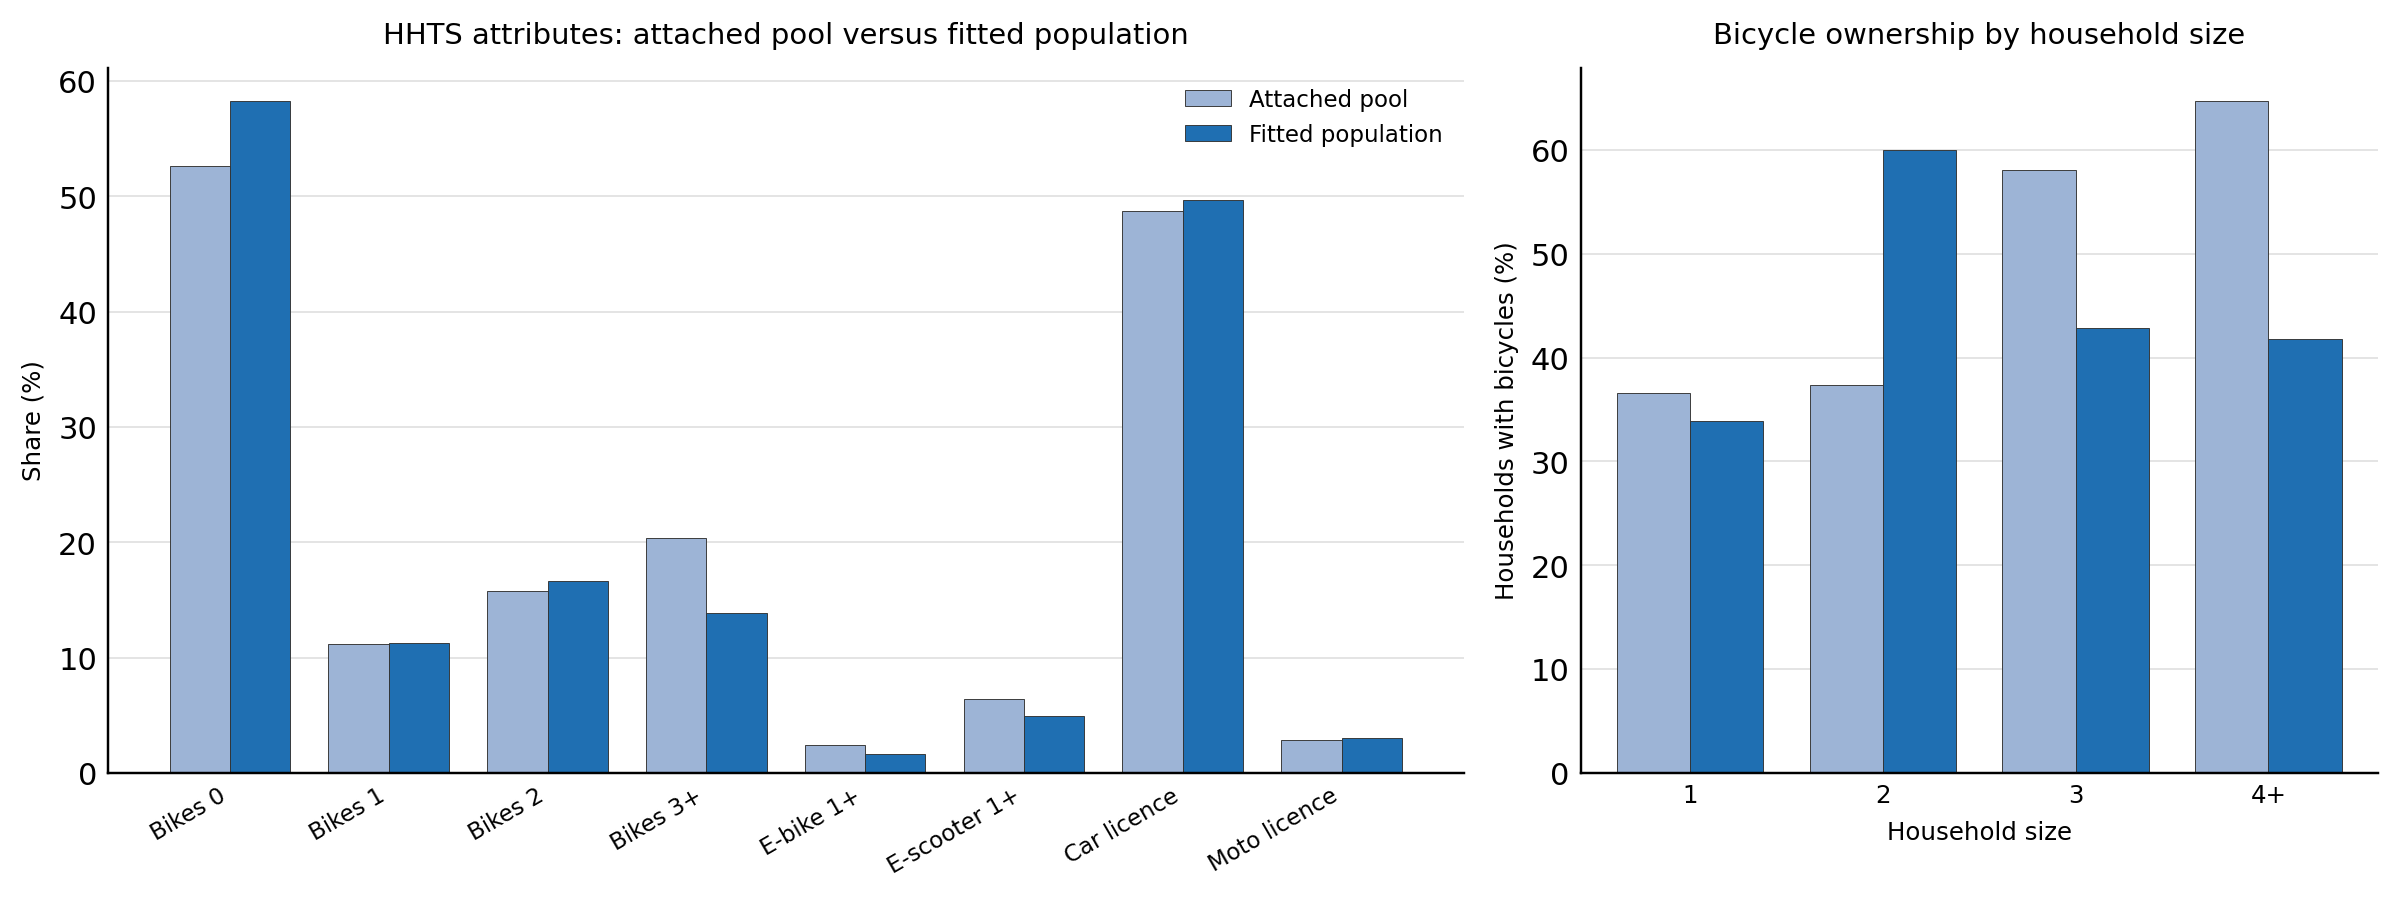 HHTS attributes: attached pool versus fitted population
60
50
40
30
20
10
0
Share (%)
Attached pool
Fitted population
Bikes 0
Bikes 1
Bikes 2
Bikes 3+
E-bike 1+
E-scooter 1+
Car licence
Moto licence
Bicycle ownership by household size
60
50
40
30
20
10
0
Households with bicycles (%)
1
2
3
4+
Household size